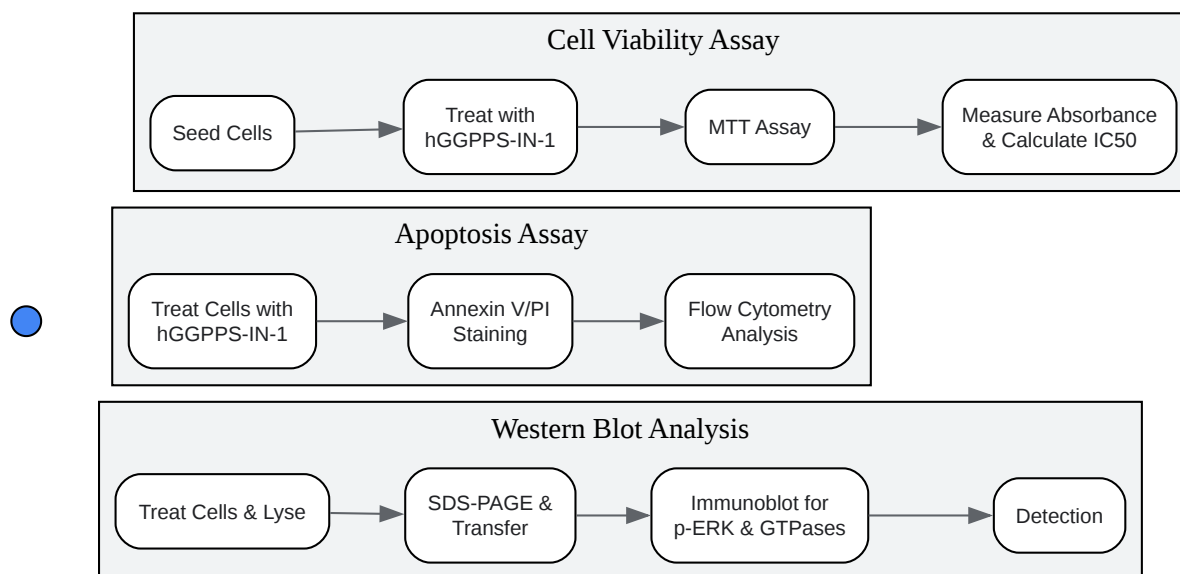 Cell Viability Assay
Seed Cells
Treat with
hGGPPS-IN-1
MTT Assay
Measure Absorbance
& Calculate IC50
Apoptosis Assay
Treat Cells with
hGGPPS-IN-1
Annexin V/PI
Staining
Flow Cytometry
Analysis
Western Blot Analysis
Treat Cells & Lyse
SDS-PAGE &
Transfer
Immunoblot for
p-ERK & GTPases
Detection